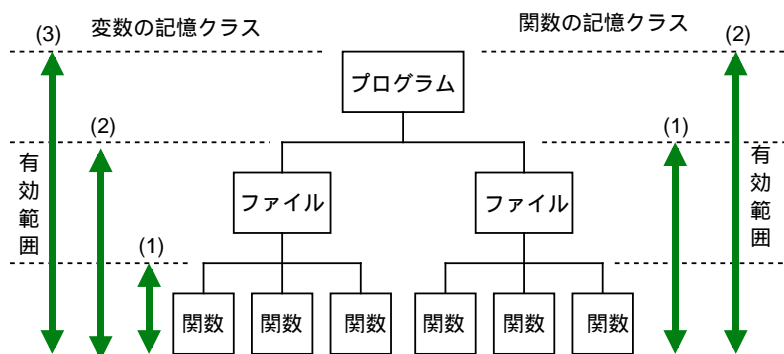 (3)
変数の記憶クラス
関数の記憶クラス
(2)
プログラム
(2)
(1)
有効範囲
有効範囲
ファイル
ファイル
(1)
関数
関数
関数
関数
関数
関数